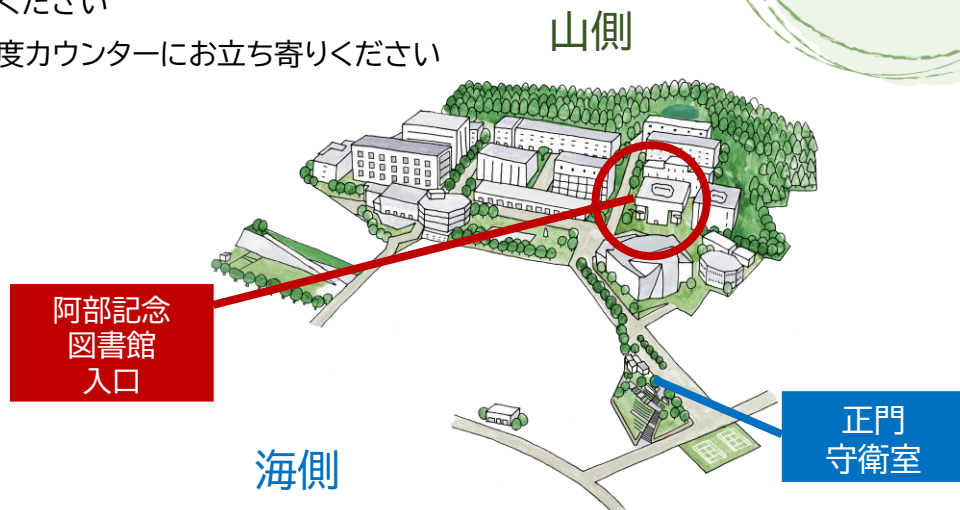 ください
度カウンターにお立ち寄りください
山側
阿部記念
図書館
入口
正門
守衛室
海側